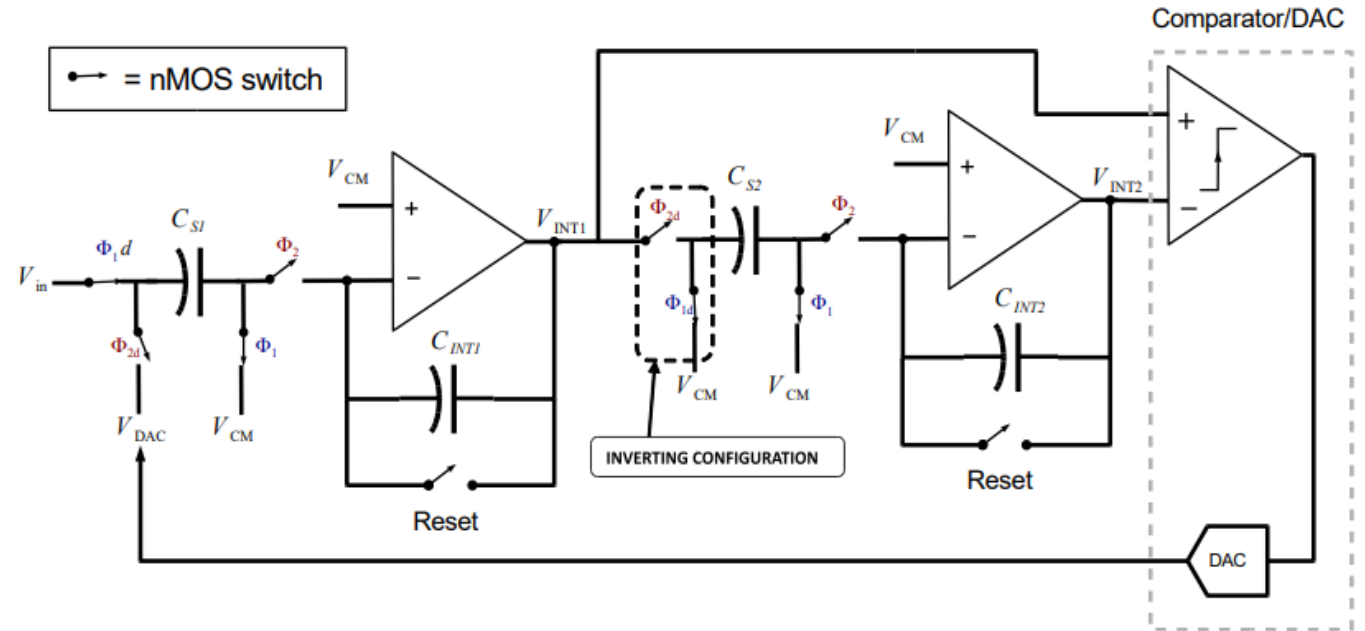 Comparator/DAC
= nMOS switch
V_CM
+
−
C_S1
Φ_1 d
V_in
Φ_2
Φ_2d
Φ_1
V_DAC
V_CM
C_INT1
Reset
V_INT1
Φ_2d
Φ_1d
V_CM
C_S2
Φ_2
Φ_1
V_CM
INVERTING CONFIGURATION
V_CM
+
−
V_INT2
C_INT2
Reset
+
−
DAC